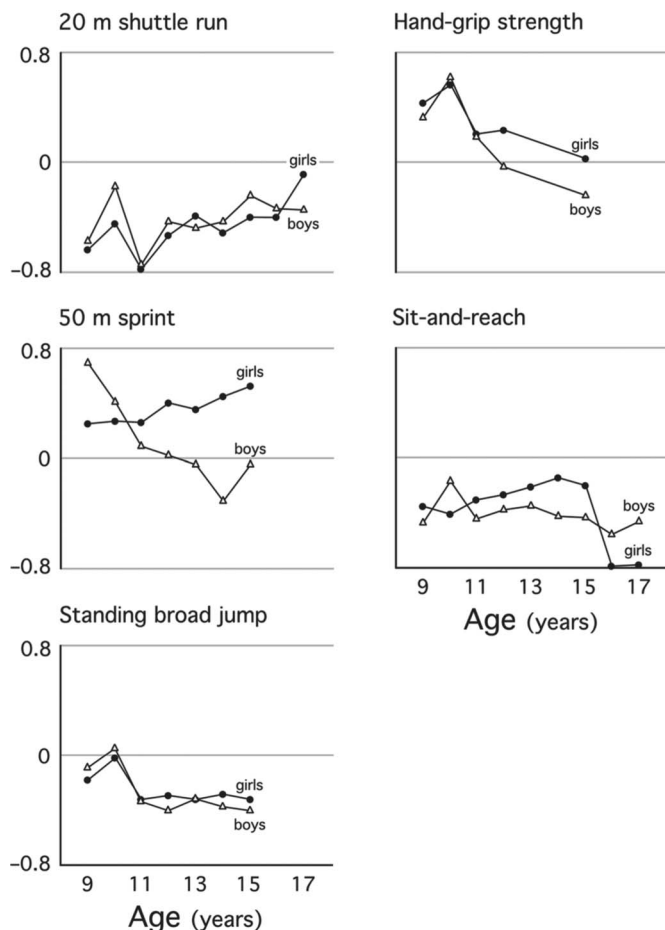 20 m shuttle run
0.8
0
–0.8
girls
boys
Hand-grip strength
girls
boys
50 m sprint
0.8
0
–0.8
girls
boys
Sit-and-reach
boys
girls
9 11 13 15 17
Age (years)
Standing broad jump
0.8
0
–0.8
girls
boys
9 11 13 15 17
Age (years)